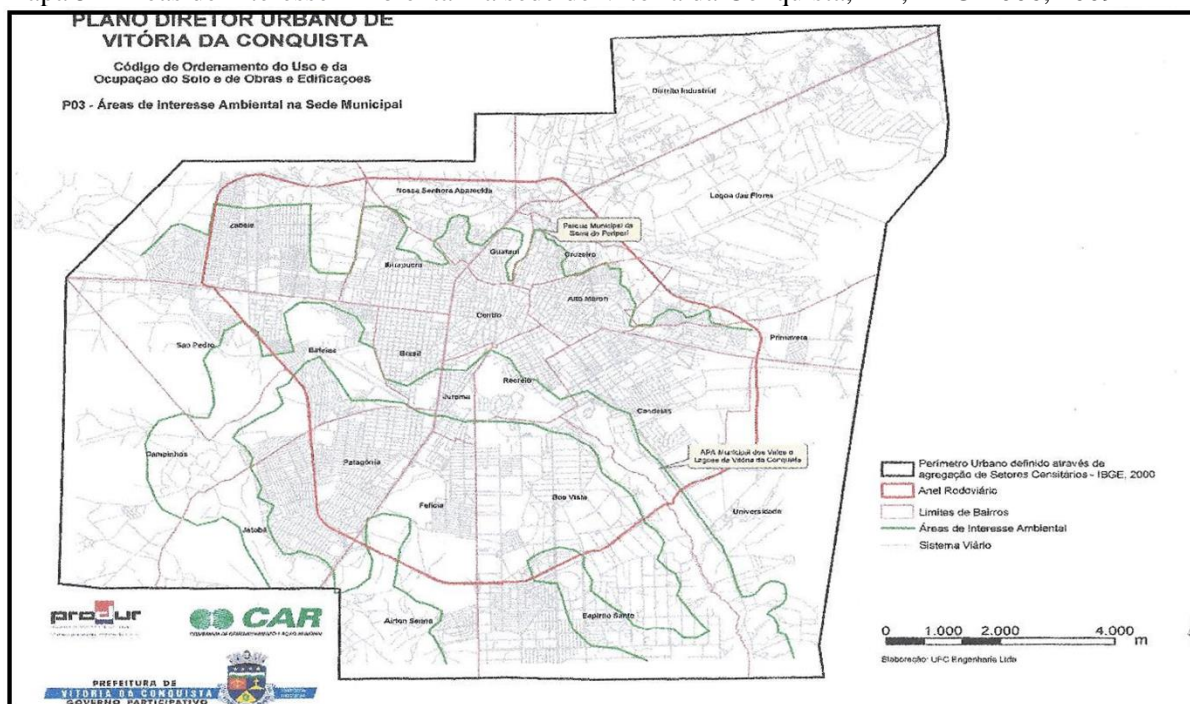 PLANO DIRETOR URBANO DE
VITÓRIA DA CONQUISTA
Código de Ordenamento do Uso e da
Ocupação do Solo e de Obras e Edificações
P03 - Áreas de Interesse Ambiental na Sede Municipal
Distrito Industrial
Nossa Senhora Aparecida
Lagoa das Flores
Zabelê
Parque Municipal da
Serra do Periperi
Guarani
Cruzeiro
Ibirapuera
Alto Maron
Centro
Primavera
São Pedro
Bateias
Brasil
Recreio
Jurema
Candeias
Campinhos
Patagônia
APA Municipal dos Vales e
Lagoas de Vitória da Conquista
Boa Vista
Felícia
Universidade
Jatobá
Airton Senna
Espírito Santo
Perímetro Urbano definido através de
agregação de Setores Censitários - IBGE, 2000
Anel Rodoviário
Limites de Bairros
Áreas de Interesse Ambiental
Sistema Viário
produr
CAR
0 1.000 2.000 4.000
m
Elaboração: UFC Engenharia Ltda
PREFEITURA DE
VITÓRIA DA CONQUISTA
GOVERNO PARTICIPATIVO